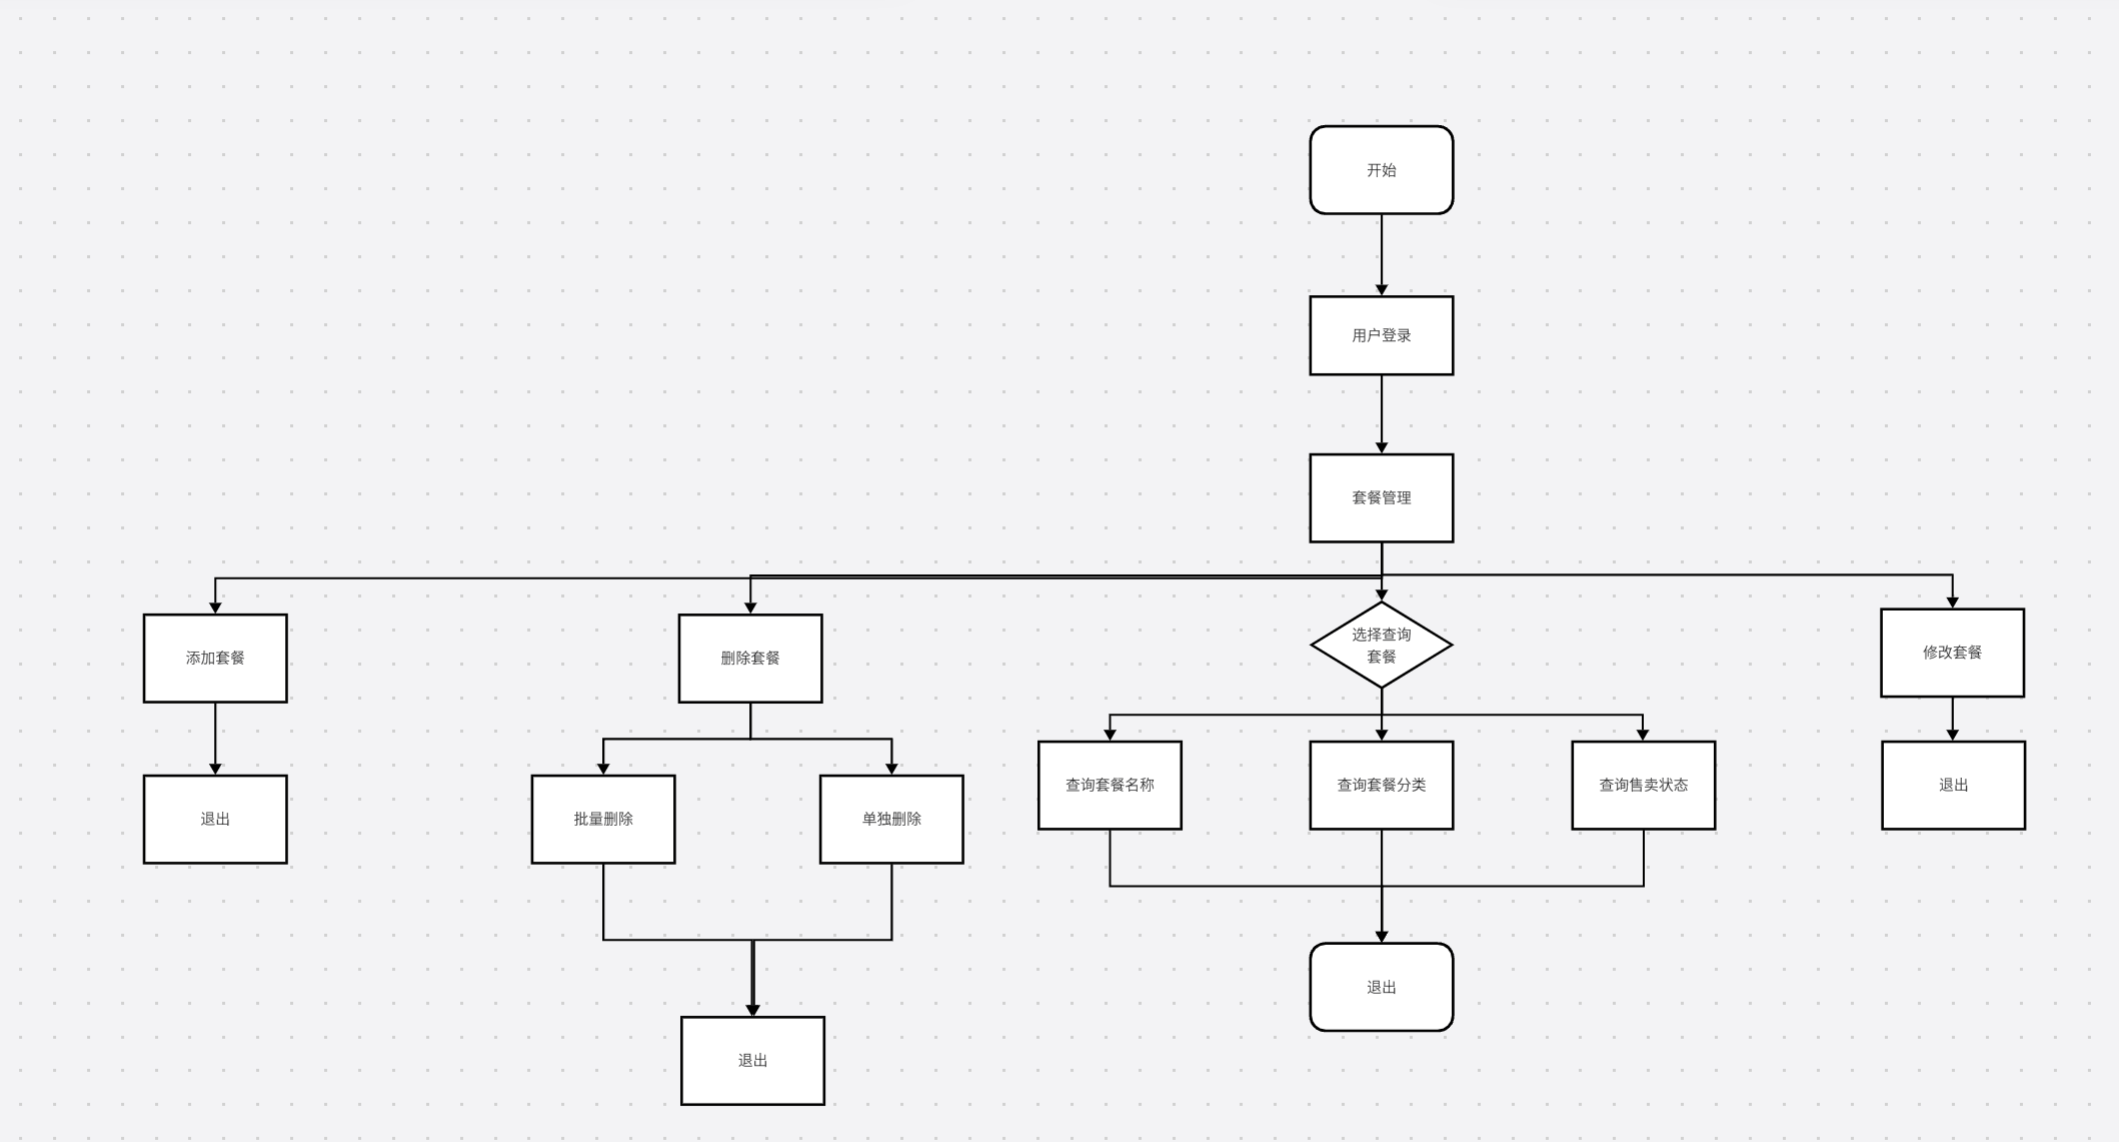 开始
用户登录
套餐管理
添加套餐
删除套餐
选择查询
套餐
修改套餐
查询套餐名称
查询套餐分类
查询售卖状态
退出
退出
批量删除
单独删除
退出
退出